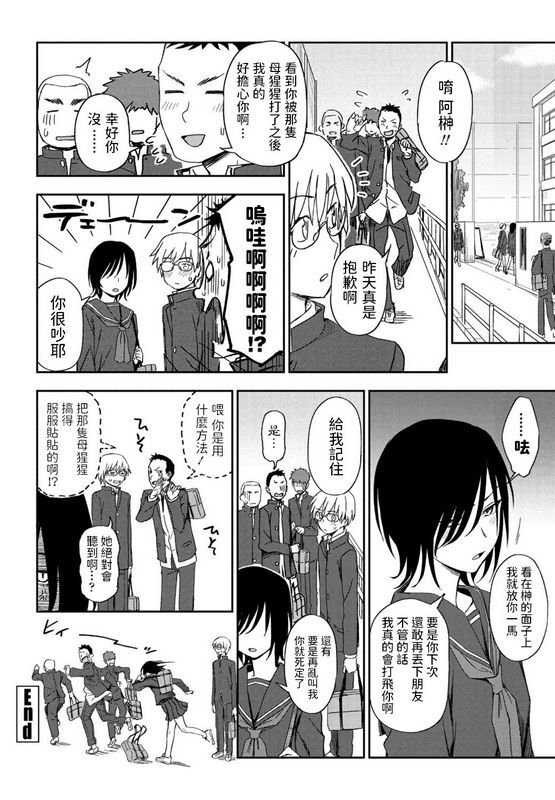 唷 阿榊!!
昨天真是
抱歉啊
看到你被那隻
母猩猩打了之後
我真的
好擔心你啊…
幸好你
沒……
嗚哇啊啊啊啊!?
デェーーン
你很吵耶
……呿
看在榊的面子上
我就放你一馬
要是你下次
還敢再丟下朋友
不管的話
我真的會打飛你啊
給我記住
是…
還有
要是再亂叫我
你就死定了
喂 你是用
什麼方法
把那隻母猩猩
搞得
服服貼貼的啊!?
她絕對會
聽到啊…?
ヒィ
End